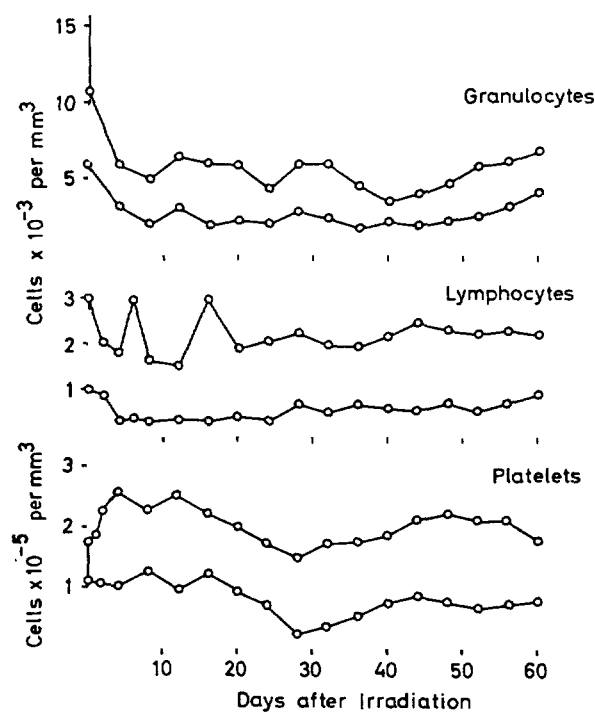 15
10
5
Granulocytes
Cells x 10⁻³ per mm³
3
2
1
Lymphocytes
3
2
1
Platelets
Cells x10⁻⁵ per mm³
10 20 30 40 50 60
Days after Irradiation